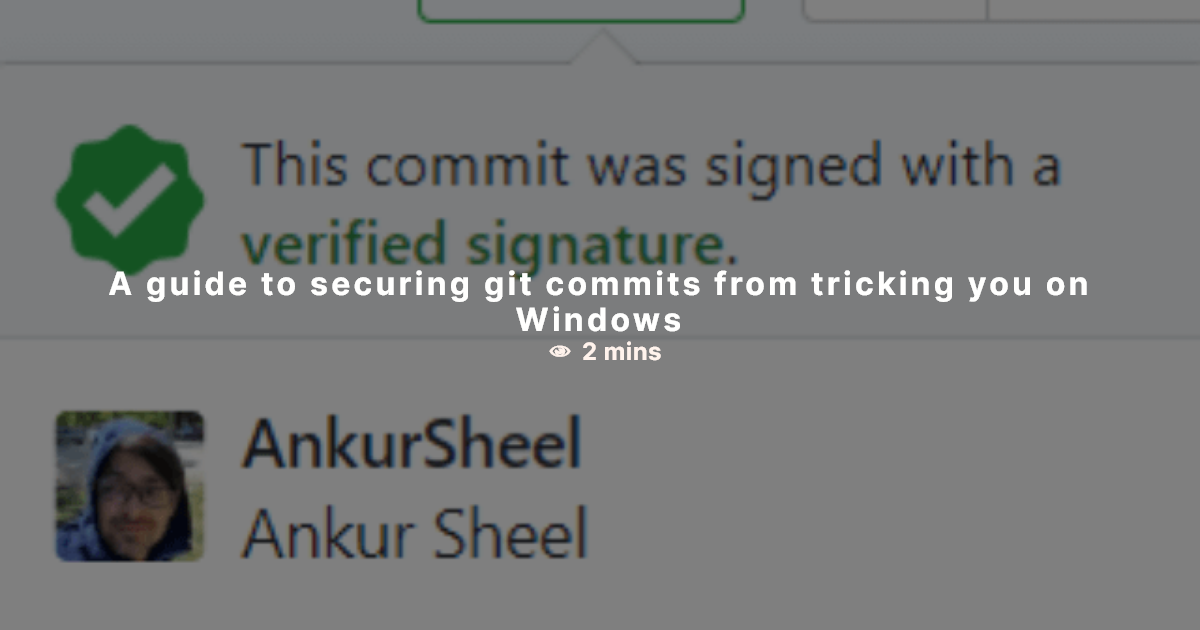 This commit was signed with a
verified signature.
A guide to securing git commits from tricking you on
Windows
2 mins
AnkurSheel
Ankur Sheel